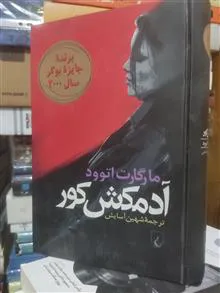 برندهٔ
جایزهٔ بوکر
سال ۲۰۰۰
مارگارت اتوود
آدمکش کور
ترجمهٔ شهین آسایش